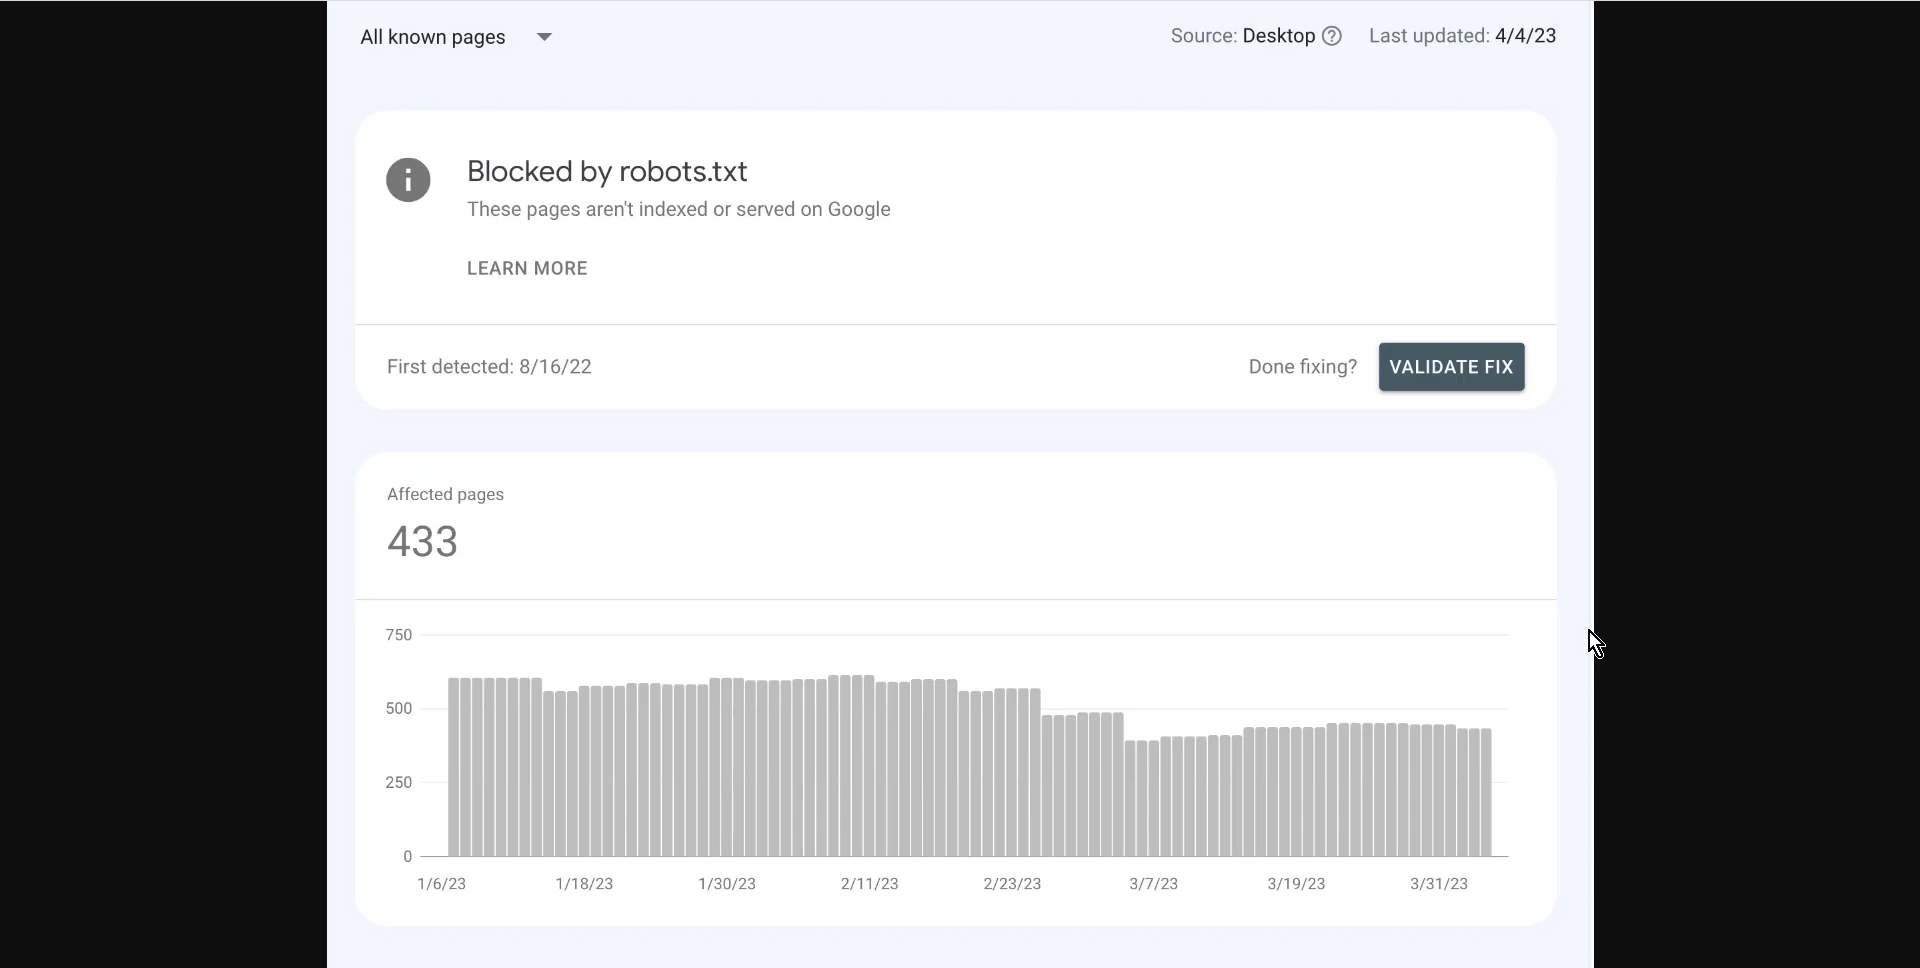 All known pages
Source: Desktop Last updated: 4/4/23
Blocked by robots.txt
These pages aren't indexed or served on Google
LEARN MORE
First detected: 8/16/22
Done fixing? VALIDATE FIX
Affected pages
433
750
500
250
0
1/6/23 1/18/23 1/30/23 2/11/23 2/23/23 3/7/23 3/19/23 3/31/23